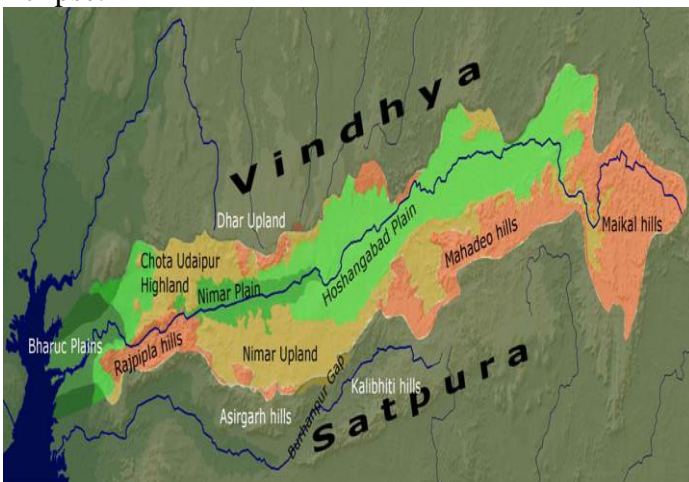 Vindhya
Dhar Upland
Chota Udaipur
Highland
Nimar Plain
Hoshangabad Plain
Mahadeo hills
Maikal hills
Bharuc Plains
Rajpipla hills
Nimar Upland
Burhanpur Gap
Kalibhiti hills
Asirgarh hills
Satpura